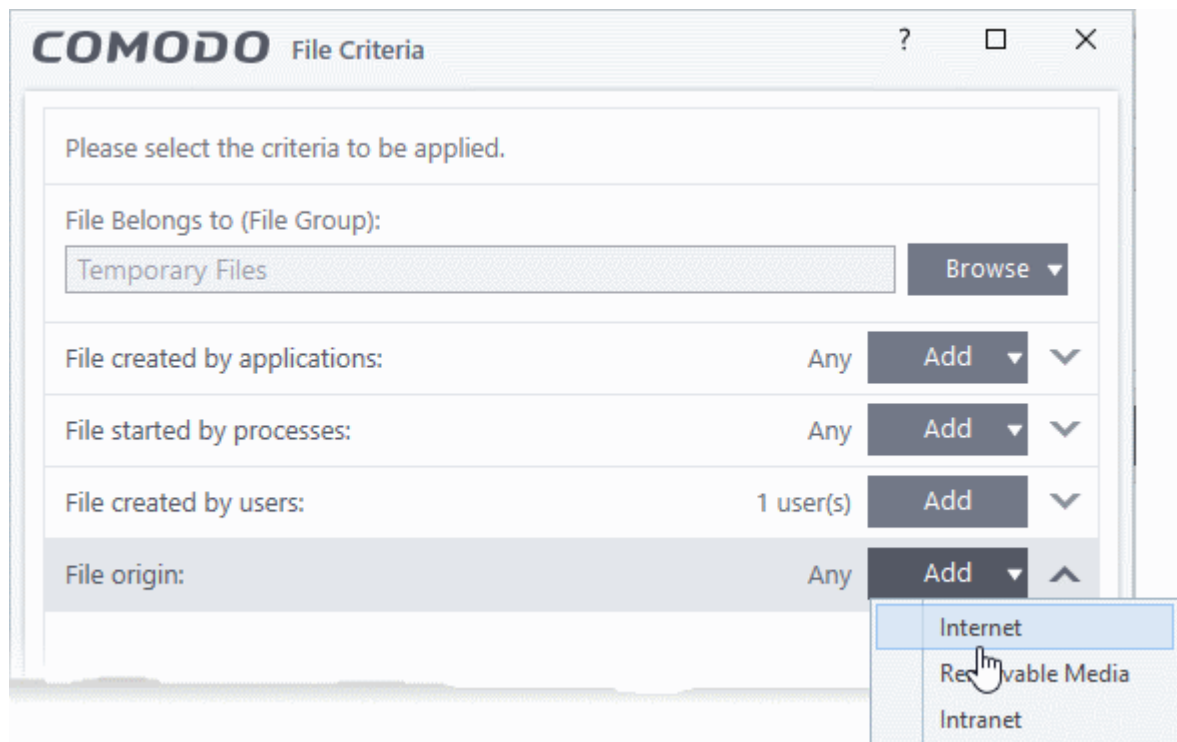 COMODO File Criteria ?
Please select the criteria to be applied.
File Belongs to (File Group):
Temporary Files Browse
File created by applications: Any Add
File started by processes: Any Add
File created by users: 1 user(s) Add
File origin: Any Add
Internet
Removable Media
Intranet